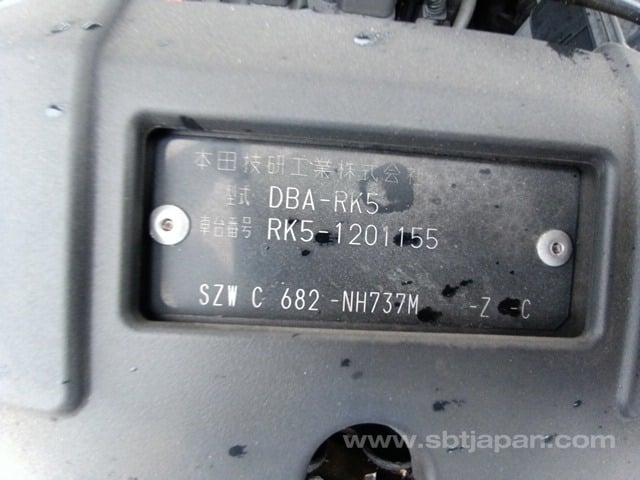 本田技研工業株式会社
型式 DBA-RK5
車台番号 RK5-1201155
SZW C 682 -NH737M -Z -C
www.sbtjapan.com